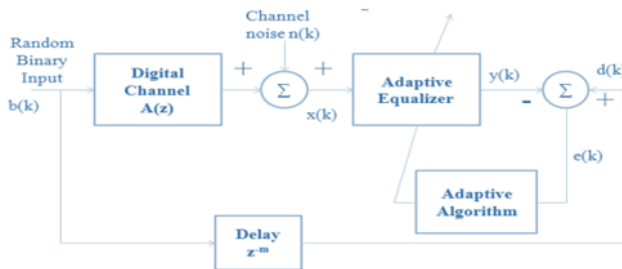 Channel
noise n(k)
Random
Binary
Input
b(k)
Digital
Channel
A(z)
+
Σ
+
x(k)
-
Adaptive
Equalizer
y(k)
-
Σ
d(k)
+
e(k)
Adaptive
Algorithm
Delay
z-m